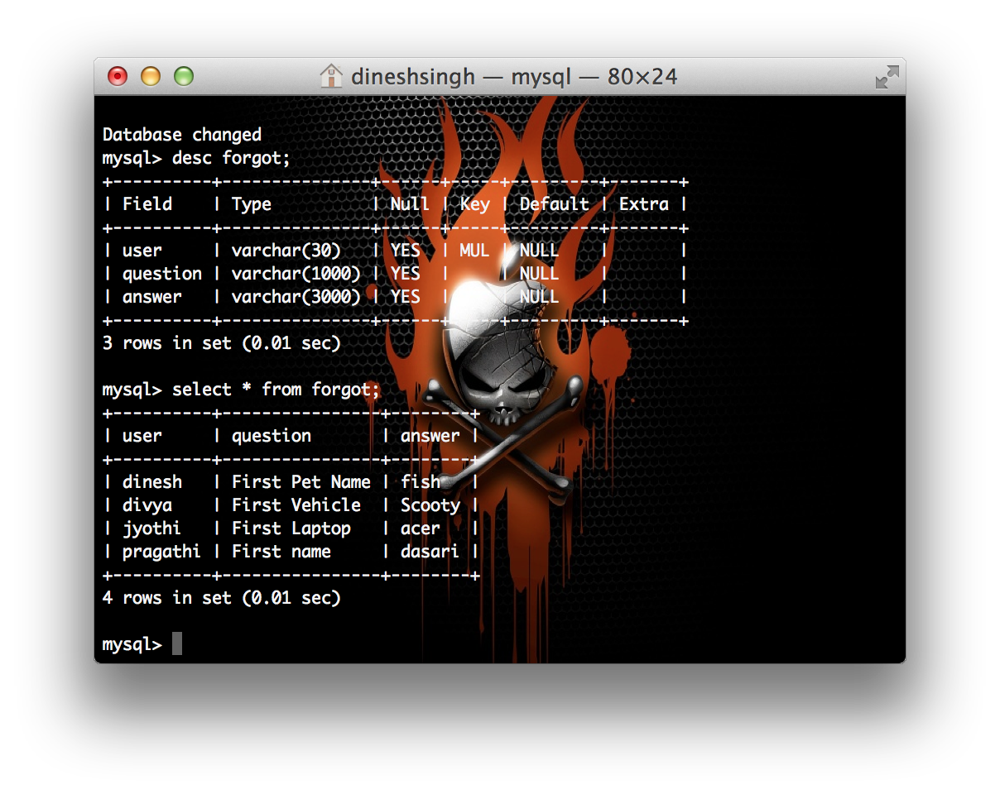 dineshsingh — mysql — 80×24
Database changed
mysql> desc forgot;
+----------+---------------+------+-----+---------+-------+
| Field    | Type          | Null | Key | Default | Extra |
+----------+---------------+------+-----+---------+-------+
| user     | varchar(30)   | YES  | MUL | NULL    |       |
| question | varchar(1000) | YES  |     | NULL    |       |
| answer   | varchar(3000) | YES  |     | NULL    |       |
+----------+---------------+------+-----+---------+-------+
3 rows in set (0.01 sec)
mysql> select * from forgot;
+----------+----------------+--------+
| user     | question       | answer |
+----------+----------------+--------+
| dinesh   | First Pet Name | fish   |
| divya    | First Vehicle  | Scooty |
| jyothi   | First Laptop   | acer   |
| pragathi | First name     | dasari |
+----------+----------------+--------+
4 rows in set (0.01 sec)
mysql>